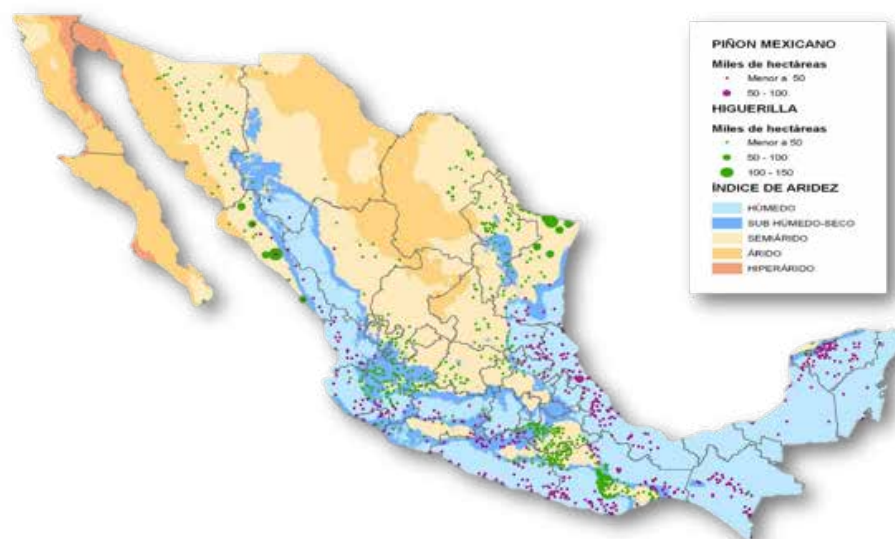 PIÑON MEXICANO
Miles de hectáreas
Menor a 50
50 - 100
HIGUERILLA
Miles de hectáreas
Menor a 50
50 - 100
100 - 150
ÍNDICE DE ARIDEZ
HÚMEDO
SUB HÚMEDO-SECO
SEMIÁRIDO
ÁRIDO
HIPERÁRIDO